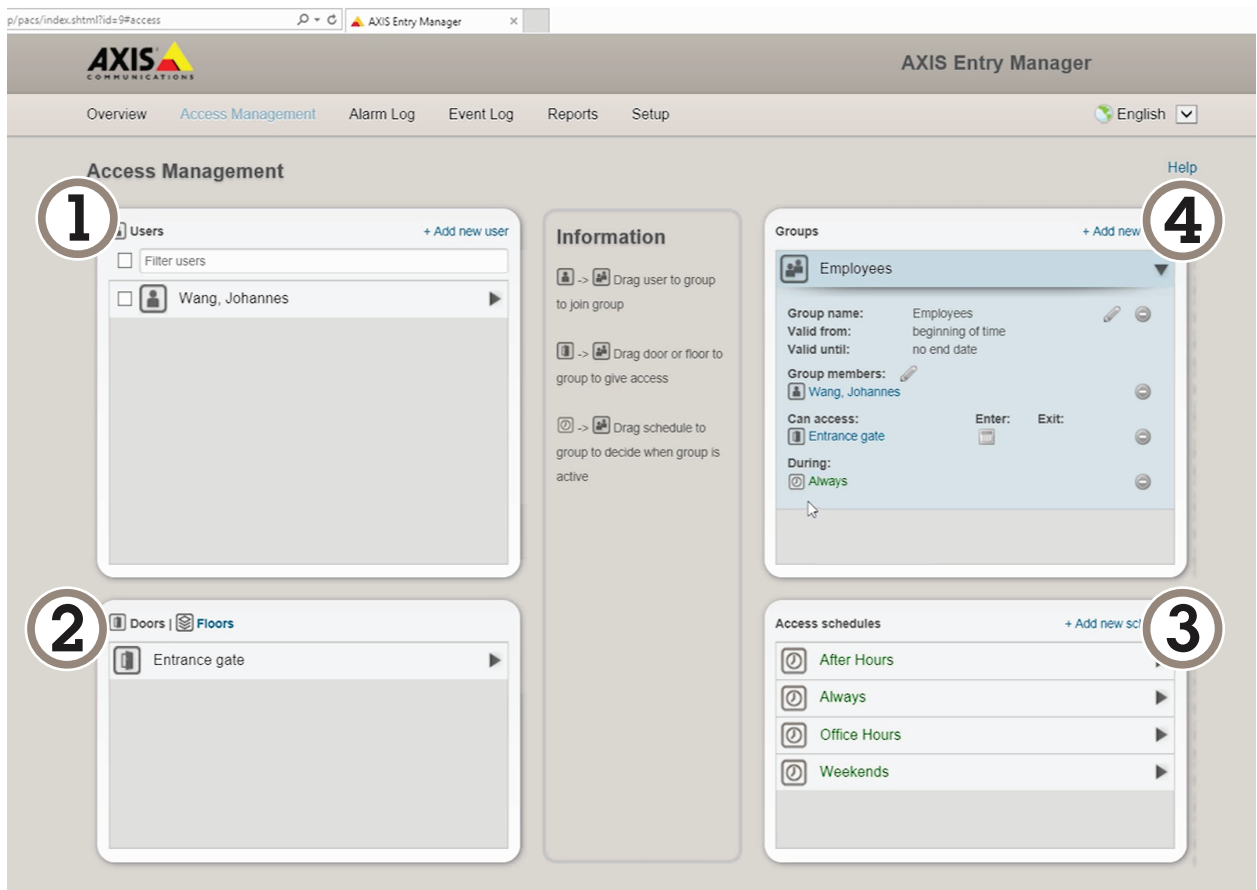 p/pacs/index.shtml?id=9#access
AXIS Entry Manager
AXIS
COMMUNICATIONS
AXIS Entry Manager
Overview Access Management Alarm Log Event Log Reports Setup
English
Access Management
Help
1
Users
+ Add new user
Filter users
Wang, Johannes
Information
-> Drag user to group
to join group
-> Drag door or floor to
group to give access
-> Drag schedule to
group to decide when group is
active
4
Groups
+ Add new
Employees
Group name: Employees
Valid from: beginning of time
Valid until: no end date
Group members:
Wang, Johannes
Can access: Enter: Exit:
Entrance gate
During:
Always
2
Doors | Floors
Entrance gate
3
Access schedules
+ Add new
After Hours
Always
Office Hours
Weekends